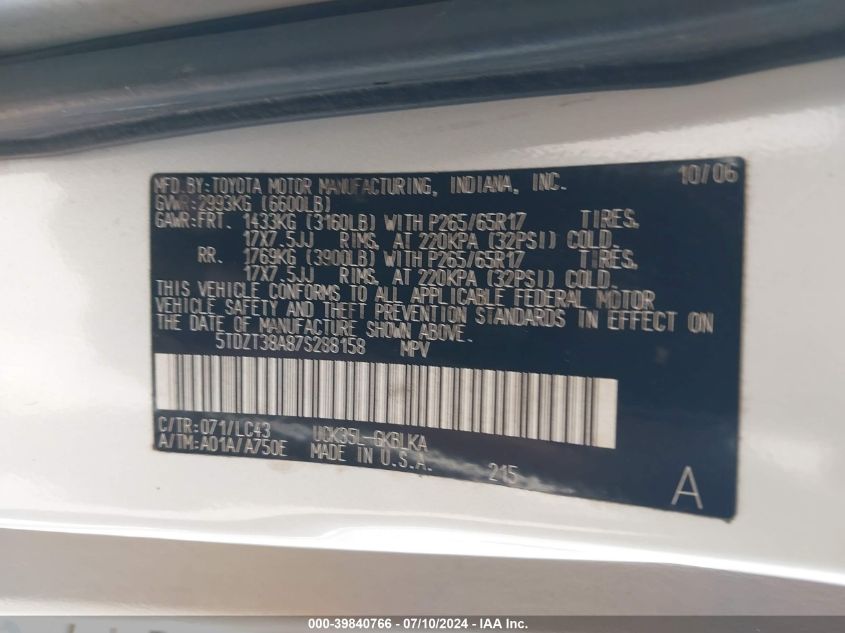 MFD.BY:TOYOTA MOTOR MANUFACTURING, INDIANA, INC. 10/06
GVWR:2993KG (6600LB)
GAWR:FRT. 1433KG (3160LB) WITH P265/65R17 TIRES,
17X7.5JJ RIMS, AT 220KPA (32PSI) COLD.
RR. 1769KG (3900LB) WITH P265/65R17 TIRES,
17X7.5JJ RIMS, AT 220KPA (32PSI) COLD.
THIS VEHICLE CONFORMS TO ALL APPLICABLE FEDERAL MOTOR
VEHICLE SAFETY AND THEFT PREVENTION STANDARDS IN EFFECT ON
THE DATE OF MANUFACTURE SHOWN ABOVE.
5TDZT38A87S288158 MPV
C/TR:071/LC43 UCK35L-GKBLKA
A/TM:A01A/A750E MADE IN U.S.A. 215
A
000-39840766 - 07/10/2024 - IAAI Inc.